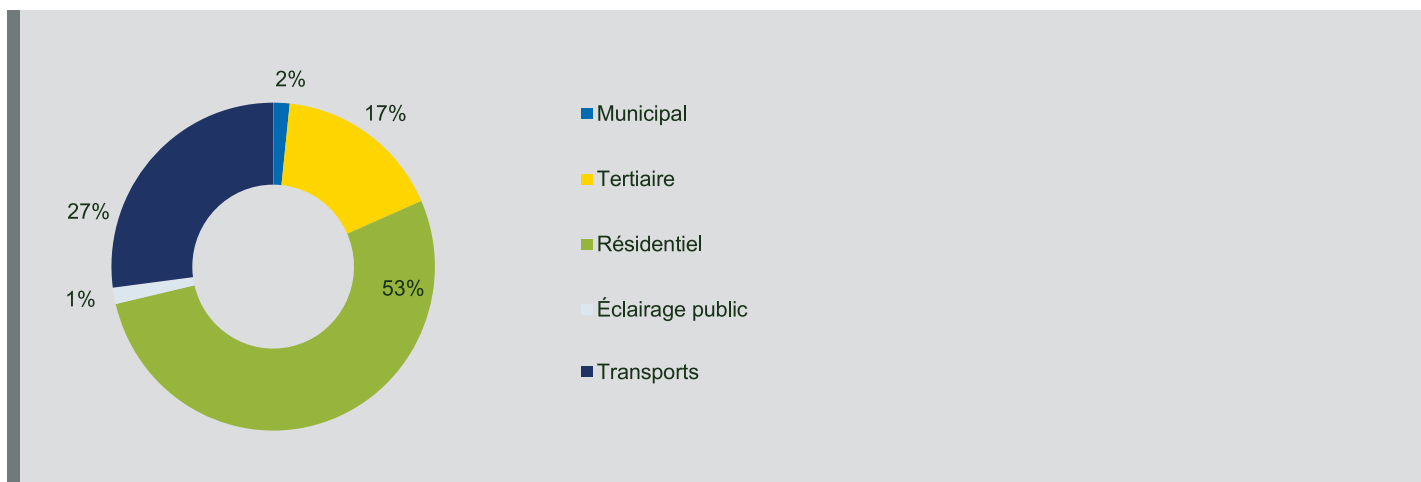 2%
17%
27%
1%
53%
Municipal
Tertiaire
Résidentiel
Éclairage public
Transports